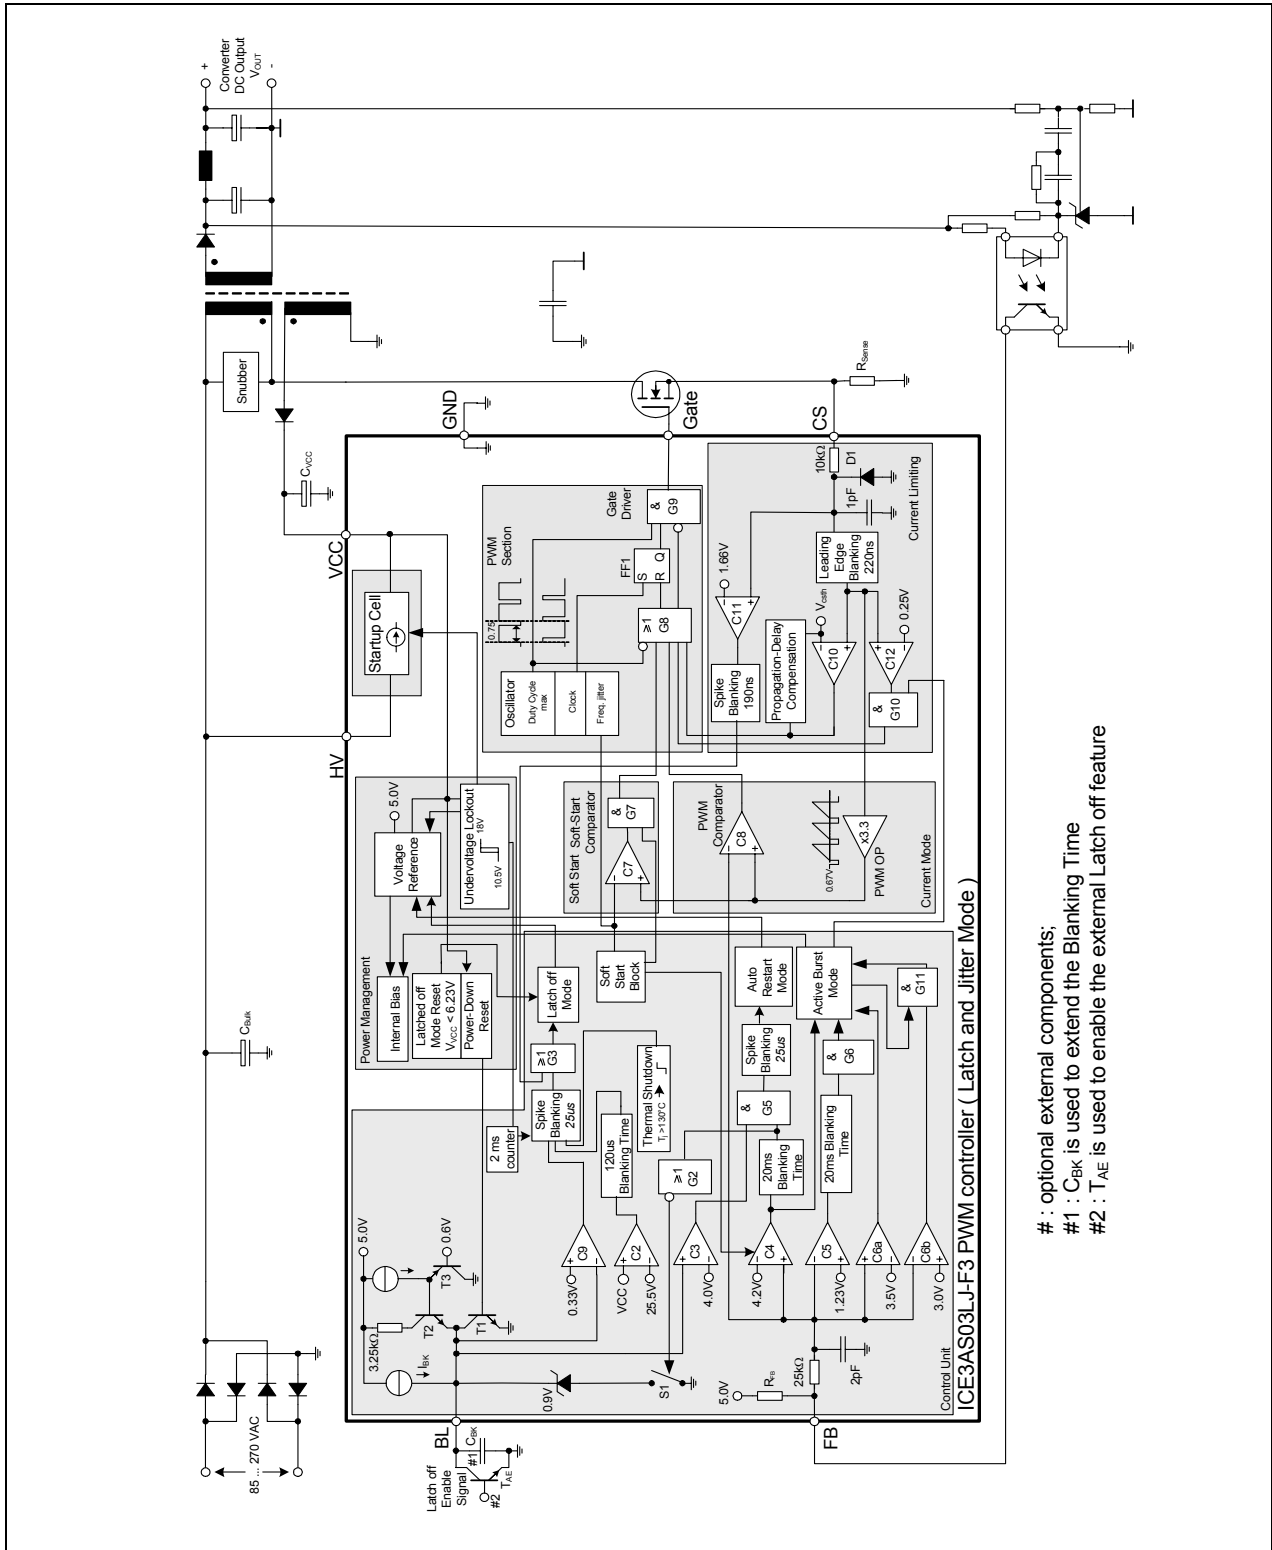 85 ... 270 VAC
C_Bulk
Snubber
+
Converter
DC Output
V_OUT
-
C_VCC
HV
VCC
GND
Gate
CS
R_Sense
BL
FB
#1
C_BK
Latch off
Enable
Signal
#2
T_AE
Startup Cell
Power Management
Internal Bias
Voltage
Reference
5.0V
Latched off
Mode Reset
V_VCC < 6.23V
Power-Down
Reset
Undervoltage Lockout
18V
10.5V
5.0V
3.25kΩ
I_BK
T2
T3
0.6V
T1
0.9V
S1
2 ms
counter
Spike
Blanking
25us
≥1
G3
Latch off
Mode
0.33V
+
-
C9
VCC
25.5V
+
-
C2
120us
Blanking Time
Thermal Shutdown
Tj >130°C
≥1
G2
4.0V
+
-
C3
4.2V
-
+
C4
20ms
Blanking
Time
&
G5
Spike
Blanking
25us
Auto
Restart
Mode
1.23V
-
+
C5
20ms Blanking
Time
&
G6
Active Burst
Mode
3.5V
+
-
C6a
3.0V
-
+
C6b
&
G11
5.0V
R_FB
25kΩ
2pF
Control Unit
Soft
Start
Block
Soft Start
Soft-Start
Comparator
C7
-
+
&
G7
PWM
Comparator
C8
-
+
0.67V
x3.3
PWM OP
Current Mode
PWM
Section
Oscillator
Duty Cycle
max
Clock
Freq. jitter
0.75
≥1
G8
FF1
S
R
Q
Gate
Driver
&
G9
1.66V
-
+
C11
Spike
Blanking
190ns
Propagation-Delay
Compensation
V_csth
-
+
C10
Leading
Edge
Blanking
220ns
0.25V
+
-
C12
&
G10
10kΩ
D1
1pF
Current Limiting
ICE3AS03LJ-F3 PWM controller ( Latch and Jitter Mode )
# : optional external components;
#1 : C_BK is used to extend the Blanking Time
#2 : T_AE is used to enable the external Latch off feature